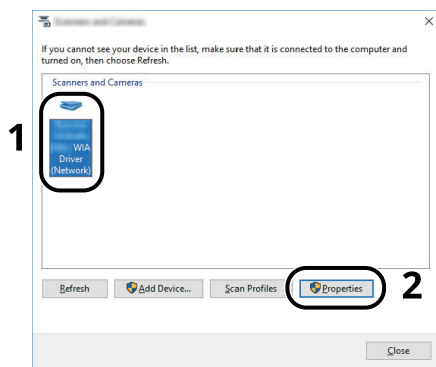 If you cannot see your device in the list, make sure that it is connected to the computer and
turned on, then choose Refresh.
Scanners and Cameras
1
WIA
Driver
(Network)
Refresh
Add Device...
Scan Profiles
Properties
2
Close